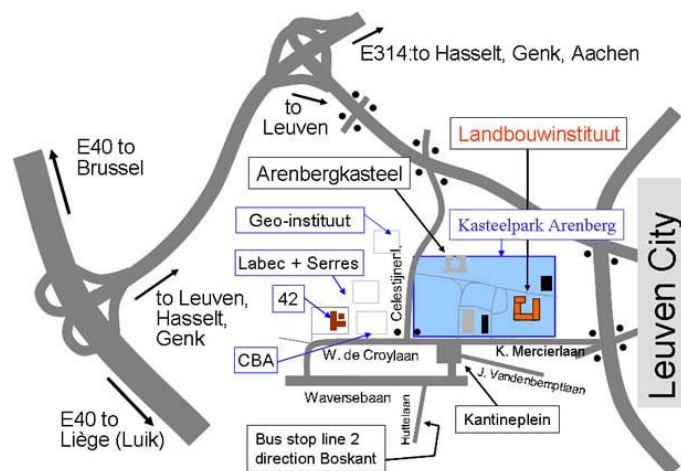 E314:to Hasselt, Genk, Aachen
to
Leuven
E40 to
Brussel
Landbouwinstituut
Arenbergkasteel
Geo-instituut
Kasteelpark Arenberg
Labec + Serres
Celestijnenl.
to Leuven,
Hasselt,
Genk
42
CBA
W. de Croylaan
K. Mercierlaan
J. Vandenbemptlaan
Waversebaan
Kantineplein
Huttelaan
E40 to
Liège (Luik)
Bus stop line 2
direction Boskant
Leuven City